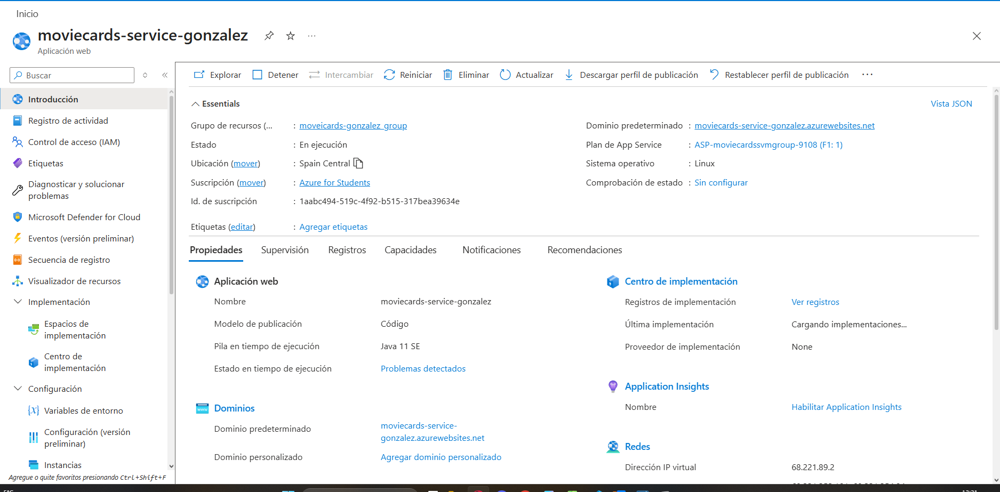 Inicio
moviecards-service-gonzalez
Aplicación web
Buscar
Explorar Detener Intercambiar Reiniciar Eliminar Actualizar Descargar perfil de publicación Restablecer perfil de publicación
Introducción
Registro de actividad
Control de acceso (IAM)
Etiquetas
Diagnosticar y solucionar
problemas
Microsoft Defender for Cloud
Eventos (versión preliminar)
Secuencia de registro
Visualizador de recursos
Implementación
Espacios de
implementación
Centro de
implementación
Configuración
Variables de entorno
Configuración (versión
preliminar)
Instancias
Agregue o quite favoritos presionando Ctrl+Shift+F
Essentials
Vista JSON
Grupo de recursos (... : moveicards-gonzalez_group
Estado : En ejecución
Ubicación (mover) : Spain Central
Suscripción (mover) : Azure for Students
Id. de suscripción : 1aabc494-519c-4f92-b515-317bea39634e
Etiquetas (editar) : Agregar etiquetas
Dominio predeterminado : moviecards-service-gonzalez.azurewebsites.net
Plan de App Service : ASP-moviecardssvmgroup-9108 (F1: 1)
Sistema operativo : Linux
Comprobación de estado : Sin configurar
Propiedades Supervisión Registros Capacidades Notificaciones Recomendaciones
Aplicación web
Nombre moviecards-service-gonzalez
Modelo de publicación Código
Pila en tiempo de ejecución Java 11 SE
Estado en tiempo de ejecución Problemas detectados
Dominios
Dominio predeterminado moviecards-service-
gonzalez.azurewebsites.net
Dominio personalizado Agregar dominio personalizado
Centro de implementación
Registros de implementación Ver registros
Última implementación Cargando implementaciones...
Proveedor de implementación None
Application Insights
Nombre Habilitar Application Insights
Redes
Dirección IP virtual 68.221.89.2